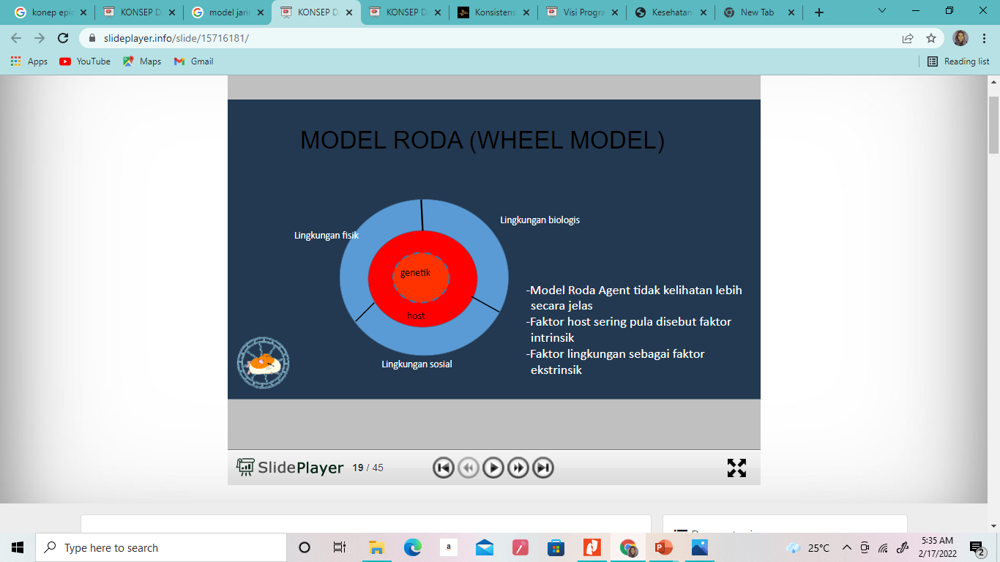 konep epid
KONSEP D
model jarin
KONSEP D
KONSEP D
Konsistens
Visi Progra
Kesehatan
New Tab
slideplayer.info/slide/15716181/
Apps
YouTube
Maps
Gmail
Reading list
MODEL RODA (WHEEL MODEL)
Lingkungan biologis
Lingkungan fisik
genetik
host
Lingkungan sosial
-Model Roda Agent tidak kelihatan lebih
secara jelas
-Faktor host sering pula disebut faktor
intrinsik
-Faktor lingkungan sebagai faktor
ekstrinsik
SlidePlayer 19 / 45
Type here to search
a
25°C
5:35 AM
2/17/2022
2